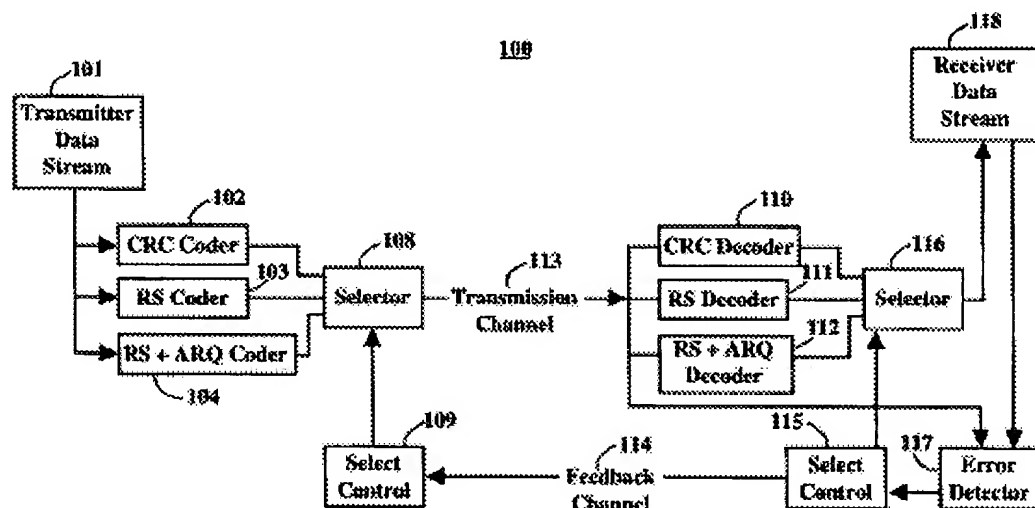 100
101
Transmitter
Data
Stream
118
Receiver
Data
Stream
102
CRC Coder
103
RS Coder
RS + ARQ Coder
104
108
Selector
113
Transmission
Channel
110
CRC Decoder
111
RS Decoder
112
RS + ARQ
Decoder
116
Selector
109
Select
Control
114
Feedback
Channel
115
Select
Control
117
Error
Detector